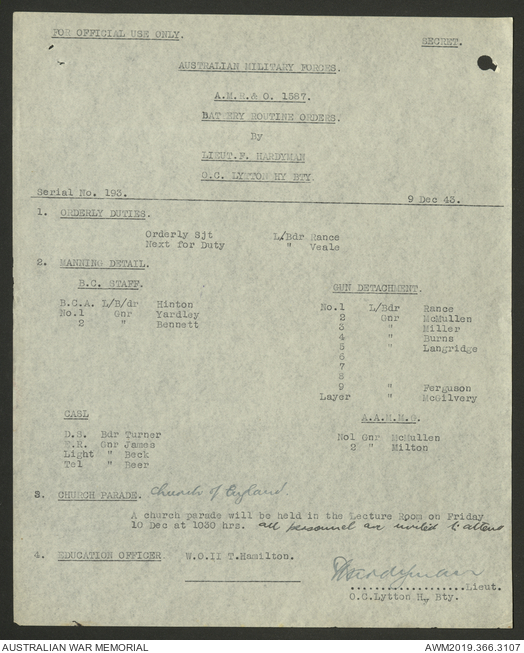 FOR OFFICIAL USE ONLY.
SECRET.
AUSTRALIAN MILITARY FORCES.
A.M.R.& O. 1587.
BATTERY ROUTINE ORDERS.
By
LIEUT.F. HARDYMAN
O.C. LYTTON HY BTY.
Serial No. 193. 9 Dec 43.
1. ORDERLY DUTIES.
Orderly Sjt L/Bdr Rance
Next for Duty " Veale
2. MANNING DETAIL.
B.C. STAFF.
B.C.A. L/B/dr Hinton
No.1 Gnr Yardley
2 " Bennett
GUN DETACHMENT.
No.1 L/Bdr Rance
2 Gnr McMullen
3 " Miller
4 " Burns
5 " Langridge
6
7
8
9 " Ferguson
Layer " McGilvery
CASL
D.S. Bdr Turner
E.R. Gnr James
Light " Beck
Tel " Beer
A.A.M.M.G.
No1 Gnr McMullen
2 " Milton
3. CHURCH PARADE. Church of England.
A church parade will be held in the Lecture Room on Friday
10 Dec at 1030 hrs. all personnel are invited to attend
4. EDUCATION OFFICER W.O.II T.Hamilton.
F Hardyman
..................Lieut.
O.C.Lytton H, Bty.
AUSTRALIAN WAR MEMORIAL AWM2019.366.3107